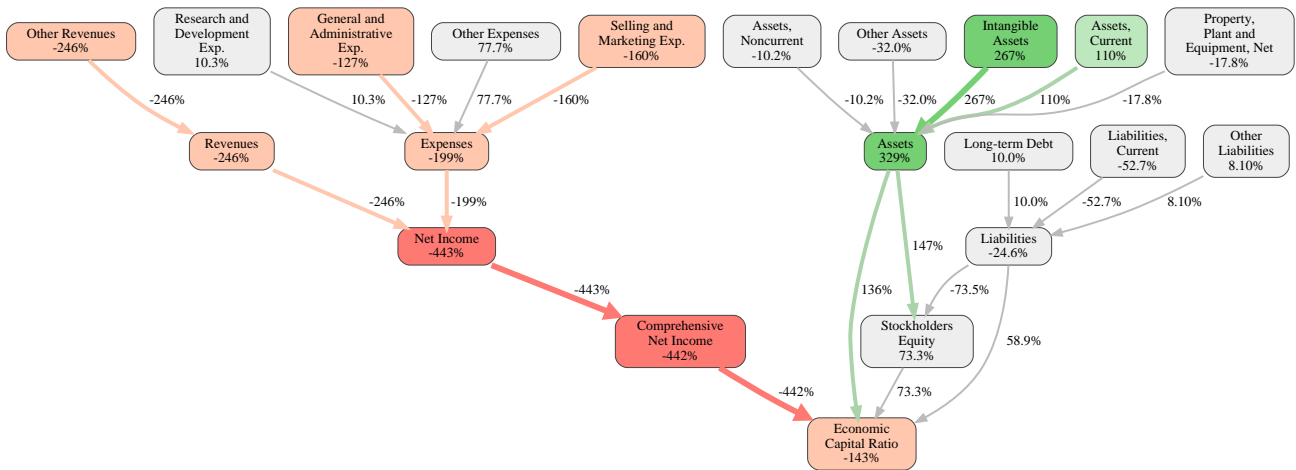 Other Revenues
-246%
Research and
Development
Exp.
10.3%
General and
Administrative
Exp.
-127%
Other Expenses
77.7%
Selling and
Marketing Exp.
-160%
Assets,
Noncurrent
-10.2%
Other Assets
-32.0%
Intangible
Assets
267%
Assets,
Current
110%
Property,
Plant and
Equipment, Net
-17.8%
-246%
10.3%
-127%
77.7%
-160%
-10.2%
-32.0%
267%
110%
-17.8%
Revenues
-246%
Expenses
-199%
Assets
329%
Long-term Debt
10.0%
Liabilities,
Current
-52.7%
Other
Liabilities
8.10%
-246%
-199%
10.0%
-52.7%
8.10%
Net Income
-443%
147%
Liabilities
-24.6%
-443%
136%
-73.5%
Comprehensive
Net Income
-442%
Stockholders
Equity
73.3%
58.9%
-442%
73.3%
Economic
Capital Ratio
-143%